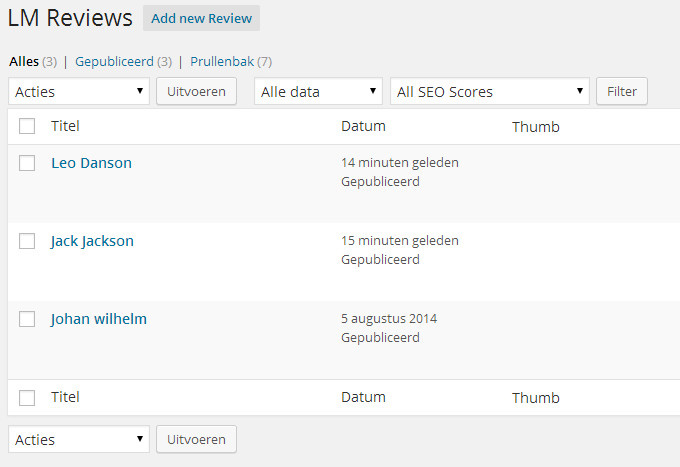 LM Reviews Add new Review
Alles (3) | Gepubliceerd (3) | Prullenbak (7)
Acties Uitvoeren Alle data All SEO Scores Filter
Titel Datum Thumb
Leo Danson 14 minuten geleden
Gepubliceerd
Jack Jackson 15 minuten geleden
Gepubliceerd
Johan wilhelm 5 augustus 2014
Gepubliceerd
Titel Datum Thumb
Acties Uitvoeren